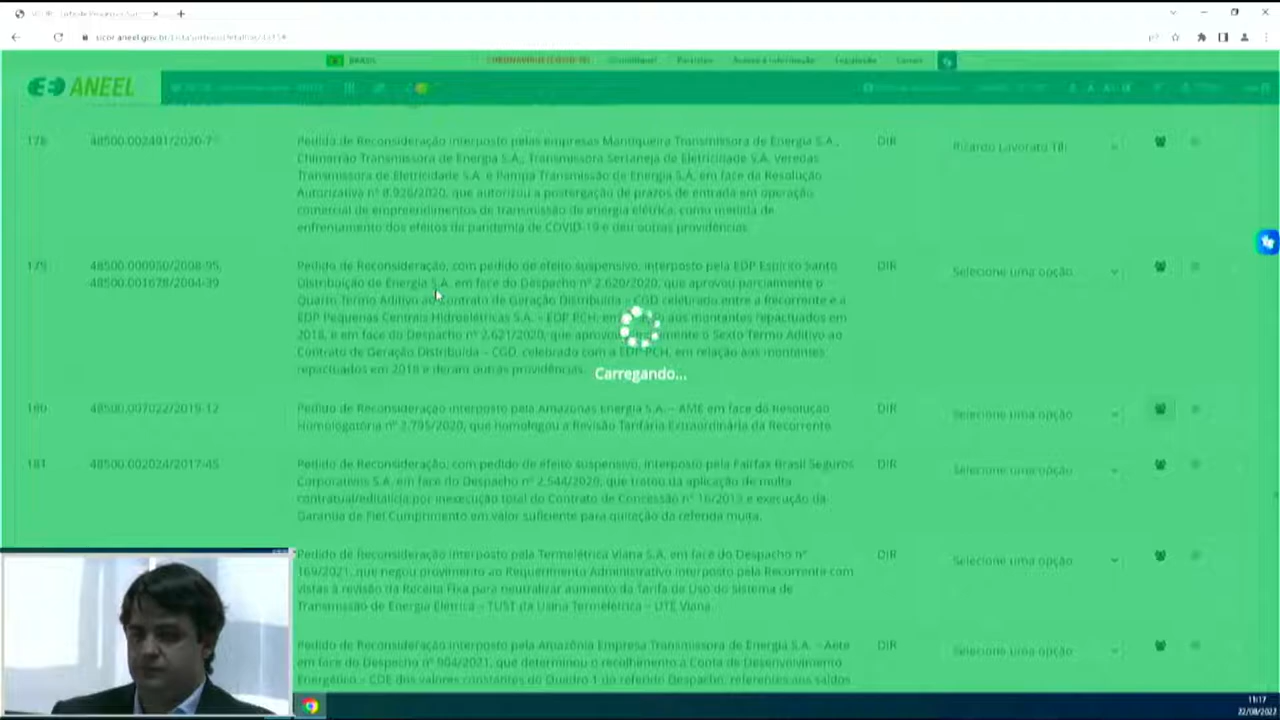 sicor.aneel.gov.br/
BRASIL
CORONAVÍRUS (COVID-19)
Legislação
Canais
ANEEL
178
48500.002491/2020-7
Pedido de Reconsideração interposto pelas empresas Mantiqueira Transmissora de Energia S.A.,
Chimarrão Transmissora de Energia S.A., Transmissora Sertaneja de Eletricidade S.A. Veredas
Transmissora de Eletricidade S.A. e Pampa Transmissão de Energia S.A. em face da Resolução
Autorizativa nº 8.926/2020, que autorizou a postergação de prazos de entrada em operação
comercial de empreendimentos de transmissão de energia elétrica, como medida de
enfrentamento dos efeitos da pandemia de COVID-19 e deu outras providências.
DIR
Ricardo Lavorato Tili
179
48500.000950/2008-95,
48500.001678/2004-39
Pedido de Reconsideração, com pedido de efeito suspensivo, interposto pela EDP Espírito Santo
Distribuição de Energia S.A. em face do Despacho nº 2.620/2020, que aprovou parcialmente o
Quarto Termo Aditivo ao Contrato de Geração Distribuída – CGD celebrado entre a Recorrente e a
EDP Pequenas Centrais Hidroelétricas S.A. – EDP PCH, em aos montantes repactuados em
2018, e em face do Despacho nº 2.621/2020, que aprovou o Sexto Termo Aditivo ao
Contrato de Geração Distribuída – CGD, celebrado com a EDP PCH, em relação aos montantes
repactuados em 2018 e deram outras providências.
DIR
Selecione uma opção
Carregando...
180
48500.007022/2019-12
Pedido de Reconsideração interposto pela Amazonas Energia S.A. – AME em face da Resolução
Homologatória nº 2.795/2020, que homologou a Revisão Tarifária Extraordinária da Recorrente.
DIR
Selecione uma opção
181
48500.002024/2017-45
Pedido de Reconsideração, com pedido de efeito suspensivo, interposto pela Fairfax Brasil Seguros
Corporativos S.A. em face do Despacho nº 2.544/2020, que tratou da aplicação de multa
contratual/editalícia por inexecução total do Contrato de Concessão nº 16/2013 e execução da
Garantia de Fiel Cumprimento em valor suficiente para quitação da referida multa.
DIR
Selecione uma opção
Pedido de Reconsideração interposto pela Termelétrica Viana S.A. em face do Despacho nº
169/2021, que negou provimento ao Requerimento Administrativo interposto pela Recorrente com
vistas à revisão da Receita Fixa para neutralizar aumento da Tarifa de Uso do sistema de
Transmissão de Energia Elétrica – TUST da Usina Termelétrica – UTE Viana.
DIR
Selecione uma opção
Pedido de Reconsideração interposto pela Amazônia Empresa Transmissora de Energia S.A. – Aete
em face do Despacho nº 904/2021, que determinou o recolhimento à Conta de Desenvolvimento
Energético – CDE dos valores constantes do Quadro 1 do referido Despacho, referentes aos saldos
DIR
Selecione uma opção
11:17
22/08/2022